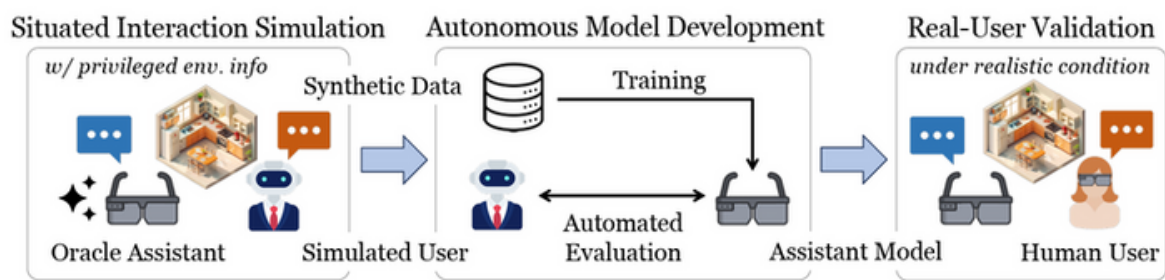 Situated Interaction Simulation
w/ privileged env. info
Oracle Assistant
Synthetic Data
Simulated User
Autonomous Model Development
Training
Automated
Evaluation
Assistant Model
Real-User Validation
under realistic condition
Human User